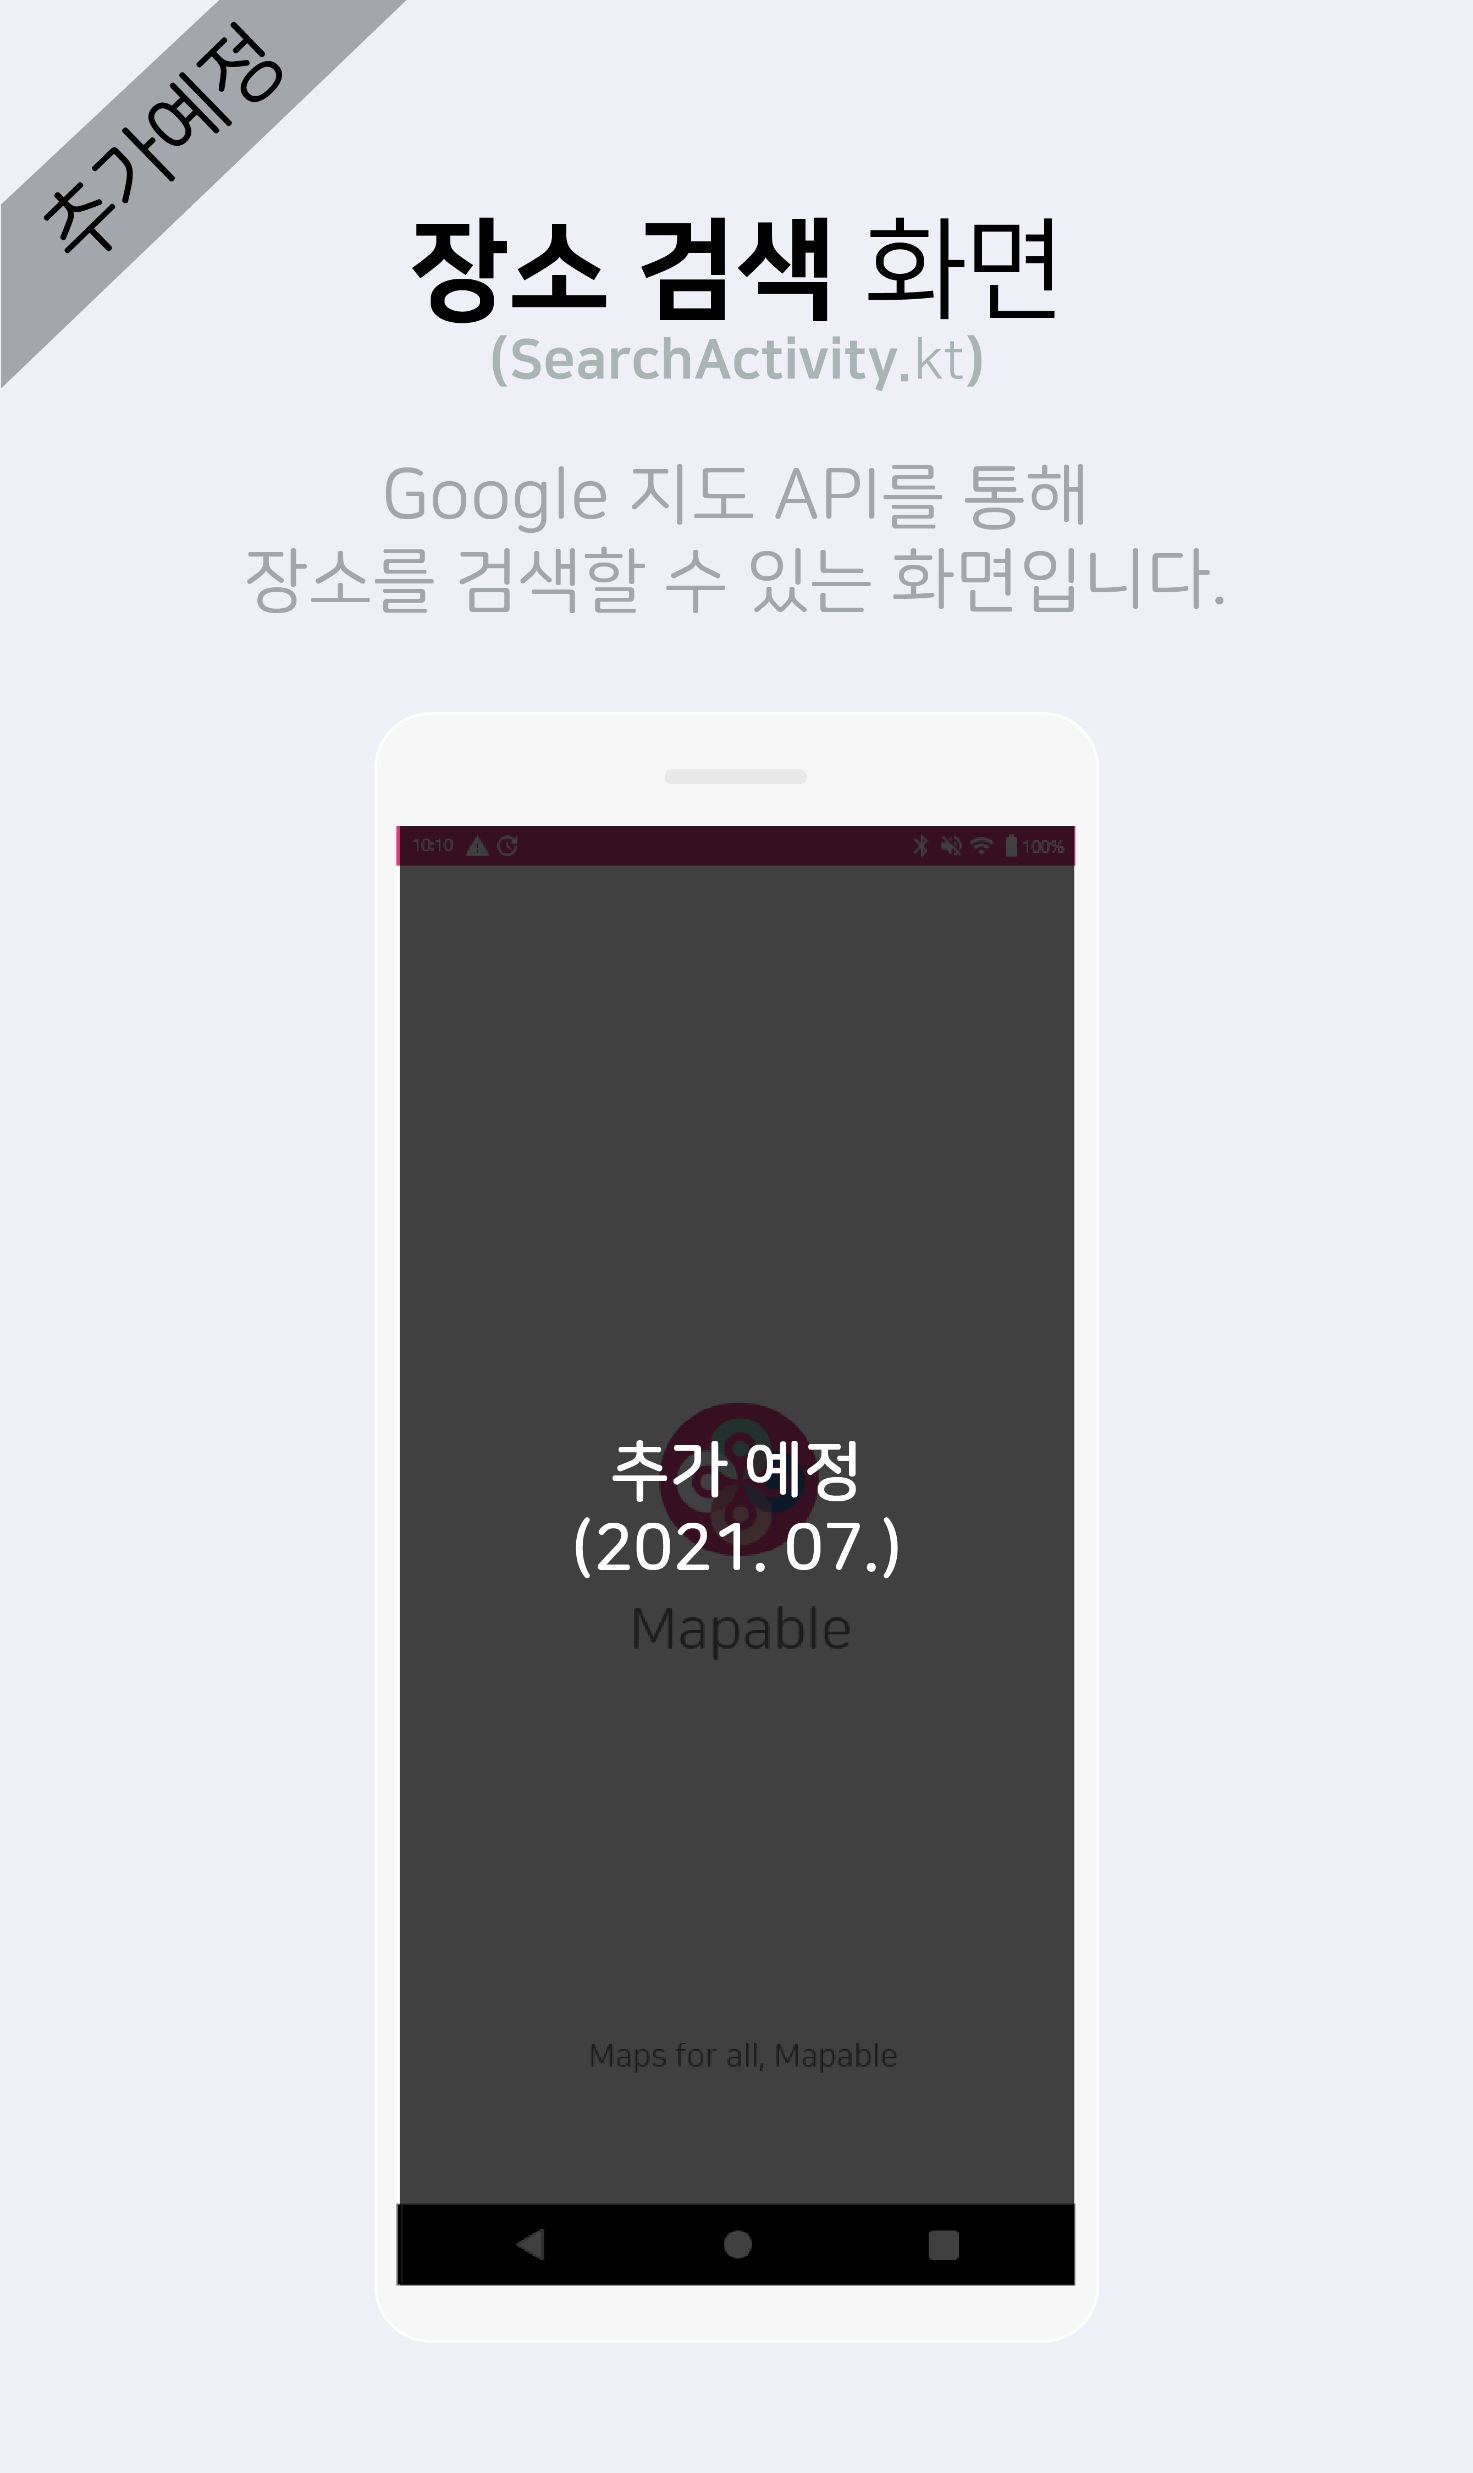 추가예정
장소 검색 화면
(SearchActivity.kt)
Google 지도 API를 통해
장소를 검색할 수 있는 화면입니다.
10:10 100%
추가 예정
(2021. 07.)
Mapable
Maps for all, Mapable